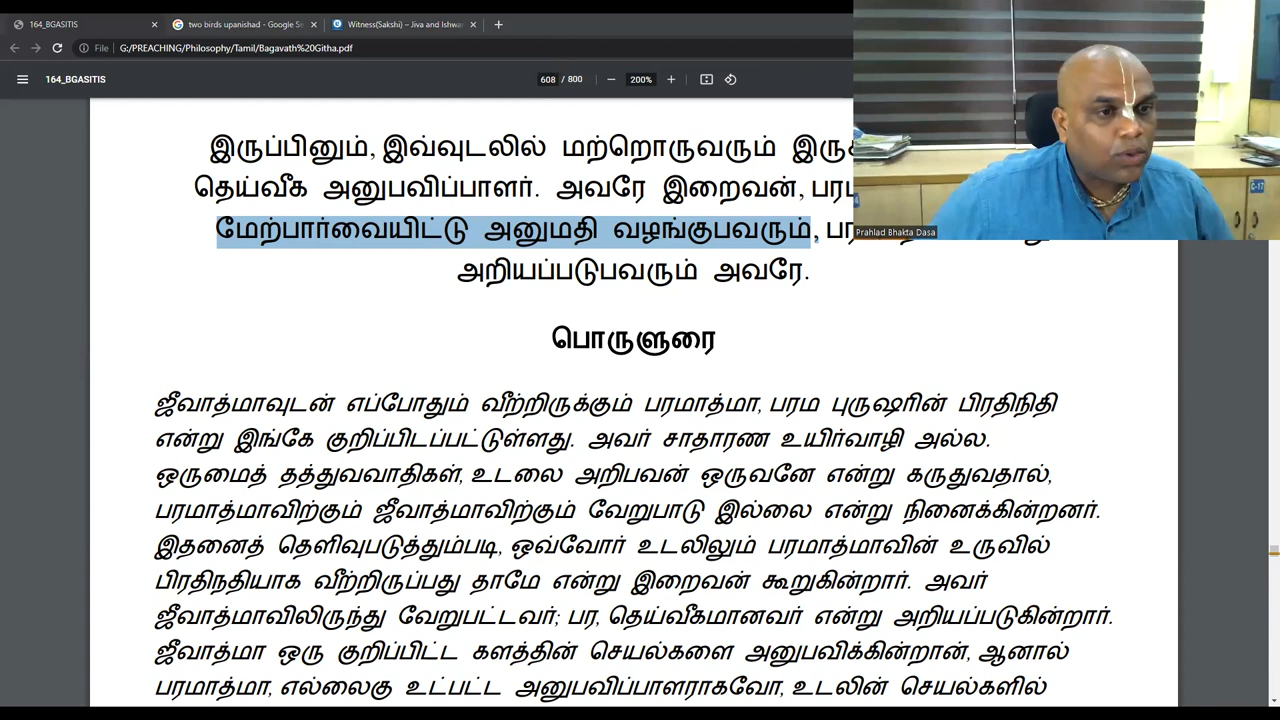 164_BGASITIS
two birds upanishad - Google Se
Witness(Sakshi) – Jiva and Ishwar
File G:/PREACHING/Philosophy/Tamil/Bagavath%20Githa.pdf
164_BGASITIS 608 / 800 200%
இருப்பினும், இவ்வுடலில் மற்றொருவரும்
தெய்வீக அனுபவிப்பாளர். அவரே இறைவன்,
மேற்பார்வையிட்டு அனுமதி வழங்குபவரும்,
அறியப்படுபவரும் அவரே.
பொருளுரை
ஜீவாத்மாவுடன் எப்போதும் வீற்றிருக்கும் பரமாத்மா, பரம புருஷரின் பிரதிநிதி
என்று இங்கே குறிப்பிடப்பட்டுள்ளது. அவர் சாதாரண உயிர்வாழி அல்ல.
ஒருமைத் தத்துவவாதிகள், உடலை அறிபவன் ஒருவனே என்று கருதுவதால்,
பரமாத்மாவிற்கும் ஜீவாத்மாவிற்கும் வேறுபாடு இல்லை என்று நினைக்கின்றனர்.
இதனைத் தெளிவுபடுத்தும்படி, ஒவ்வோர் உடலிலும் பரமாத்மாவின் உருவில்
பிரதிநதியாக வீற்றிருப்பது தாமே என்று இறைவன் கூறுகின்றார். அவர்
ஜீவாத்மாவிலிருந்து வேறுபட்டவர்; பர, தெய்வீகமானவர் என்று அறியப்படுகின்றார்.
ஜீவாத்மா ஒரு குறிப்பிட்ட களத்தின் செயல்களை அனுபவிக்கின்றான், ஆனால்
பரமாத்மா, எல்லைகு உட்பட்ட அனுபவிப்பாளராகவோ, உடலின் செயல்களில்
C-17
Prahlad Bhakta Dasa